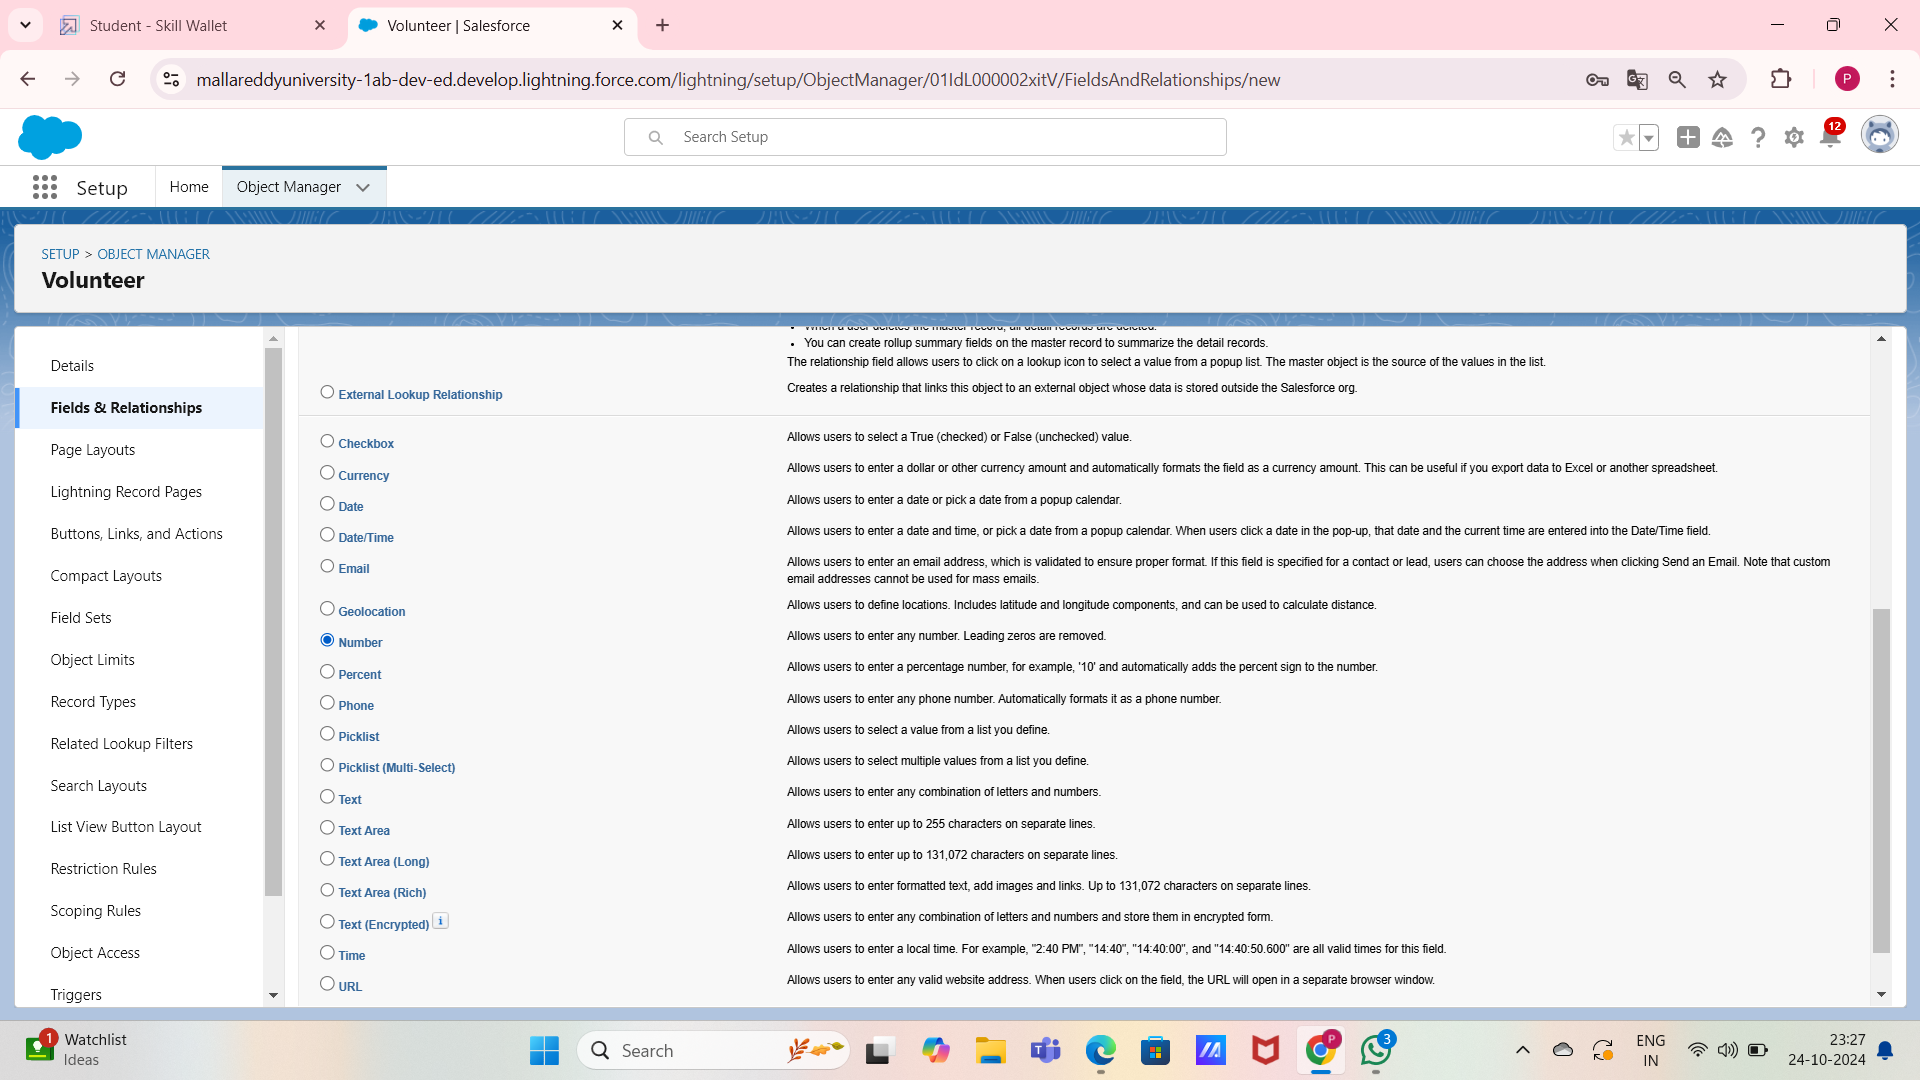 Student - Skill Wallet
Volunteer | Salesforce
mallareddyuniversity-1ab-dev-ed.develop.lightning.force.com/lightning/setup/ObjectManager/01IdL000002xitV/FieldsAndRelationships/new
P
Search Setup
12
Setup
Home
Object Manager
SETUP > OBJECT MANAGER
Volunteer
Details
Fields & Relationships
Page Layouts
Lightning Record Pages
Buttons, Links, and Actions
Compact Layouts
Field Sets
Object Limits
Record Types
Related Lookup Filters
Search Layouts
List View Button Layout
Restriction Rules
Scoping Rules
Object Access
Triggers
• When a user deletes the master record, all detail records are deleted.
• You can create rollup summary fields on the master record to summarize the detail records.
The relationship field allows users to click on a lookup icon to select a value from a popup list. The master object is the source of the values in the list.
External Lookup Relationship
Creates a relationship that links this object to an external object whose data is stored outside the Salesforce org.
Checkbox
Allows users to select a True (checked) or False (unchecked) value.
Currency
Allows users to enter a dollar or other currency amount and automatically formats the field as a currency amount. This can be useful if you export data to Excel or another spreadsheet.
Date
Allows users to enter a date or pick a date from a popup calendar.
Date/Time
Allows users to enter a date and time, or pick a date from a popup calendar. When users click a date in the pop-up, that date and the current time are entered into the Date/Time field.
Email
Allows users to enter an email address, which is validated to ensure proper format. If this field is specified for a contact or lead, users can choose the address when clicking Send an Email. Note that custom
email addresses cannot be used for mass emails.
Geolocation
Allows users to define locations. Includes latitude and longitude components, and can be used to calculate distance.
Number
Allows users to enter any number. Leading zeros are removed.
Percent
Allows users to enter a percentage number, for example, '10' and automatically adds the percent sign to the number.
Phone
Allows users to enter any phone number. Automatically formats it as a phone number.
Picklist
Allows users to select a value from a list you define.
Picklist (Multi-Select)
Allows users to select multiple values from a list you define.
Text
Allows users to enter any combination of letters and numbers.
Text Area
Allows users to enter up to 255 characters on separate lines.
Text Area (Long)
Allows users to enter up to 131,072 characters on separate lines.
Text Area (Rich)
Allows users to enter formatted text, add images and links. Up to 131,072 characters on separate lines.
Text (Encrypted) i
Allows users to enter any combination of letters and numbers and store them in encrypted form.
Time
Allows users to enter a local time. For example, "2:40 PM", "14:40", "14:40:00", and "14:40:50.600" are all valid times for this field.
URL
Allows users to enter any valid website address. When users click on the field, the URL will open in a separate browser window.
1
Watchlist
Ideas
Search
P
3
ENG
IN
23:27
24-10-2024